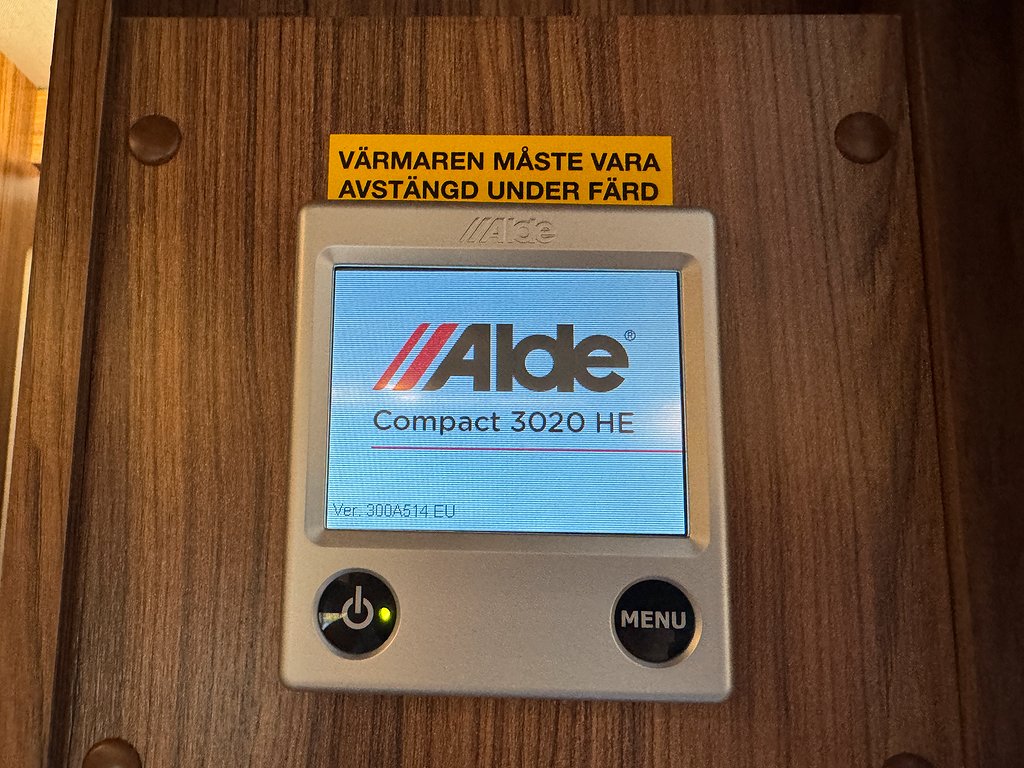 VÄRMAREN MÅSTE VARA
AVSTÄNGD UNDER FÄRD
Alde
Alde®
Compact 3020 HE
Ver. 300A514 EU
MENU